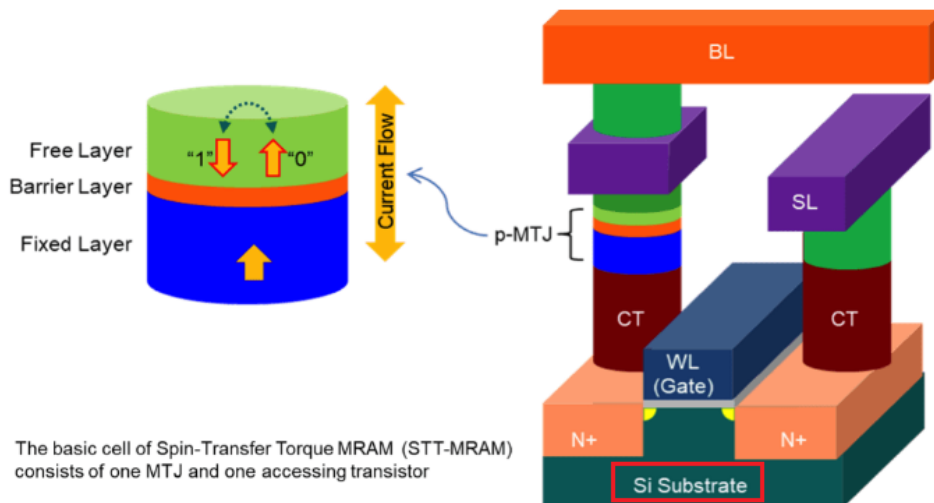 BL
Free Layer
"1"
"0"
Barrier Layer
Fixed Layer
Current Flow
p-MTJ
SL
CT
CT
WL
(Gate)
N+
N+
Si Substrate
The basic cell of Spin-Transfer Torque MRAM (STT-MRAM)
consists of one MTJ and one accessing transistor